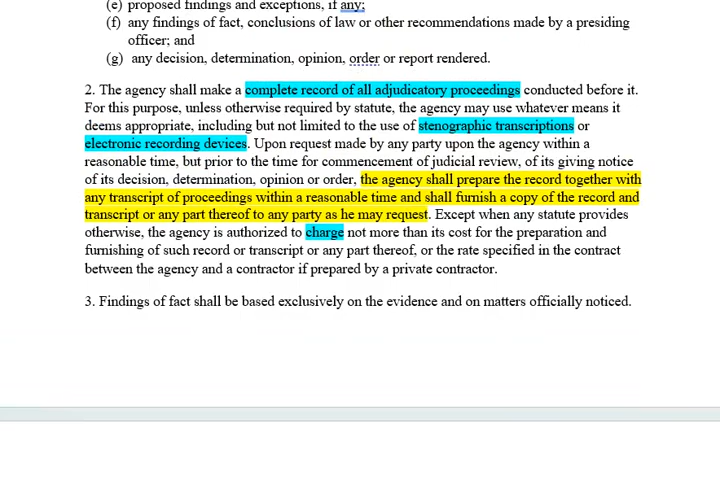 (e) proposed findings and exceptions, if any;
(f) any findings of fact, conclusions of law or other recommendations made by a presiding
officer; and
(g) any decision, determination, opinion, order or report rendered.
2. The agency shall make a complete record of all adjudicatory proceedings conducted before it.
For this purpose, unless otherwise required by statute, the agency may use whatever means it
deems appropriate, including but not limited to the use of stenographic transcriptions or
electronic recording devices. Upon request made by any party upon the agency within a
reasonable time, but prior to the time for commencement of judicial review, of its giving notice
of its decision, determination, opinion or order, the agency shall prepare the record together with
any transcript of proceedings within a reasonable time and shall furnish a copy of the record and
transcript or any part thereof to any party as he may request. Except when any statute provides
otherwise, the agency is authorized to charge not more than its cost for the preparation and
furnishing of such record or transcript or any part thereof, or the rate specified in the contract
between the agency and a contractor if prepared by a private contractor.
3. Findings of fact shall be based exclusively on the evidence and on matters officially noticed.